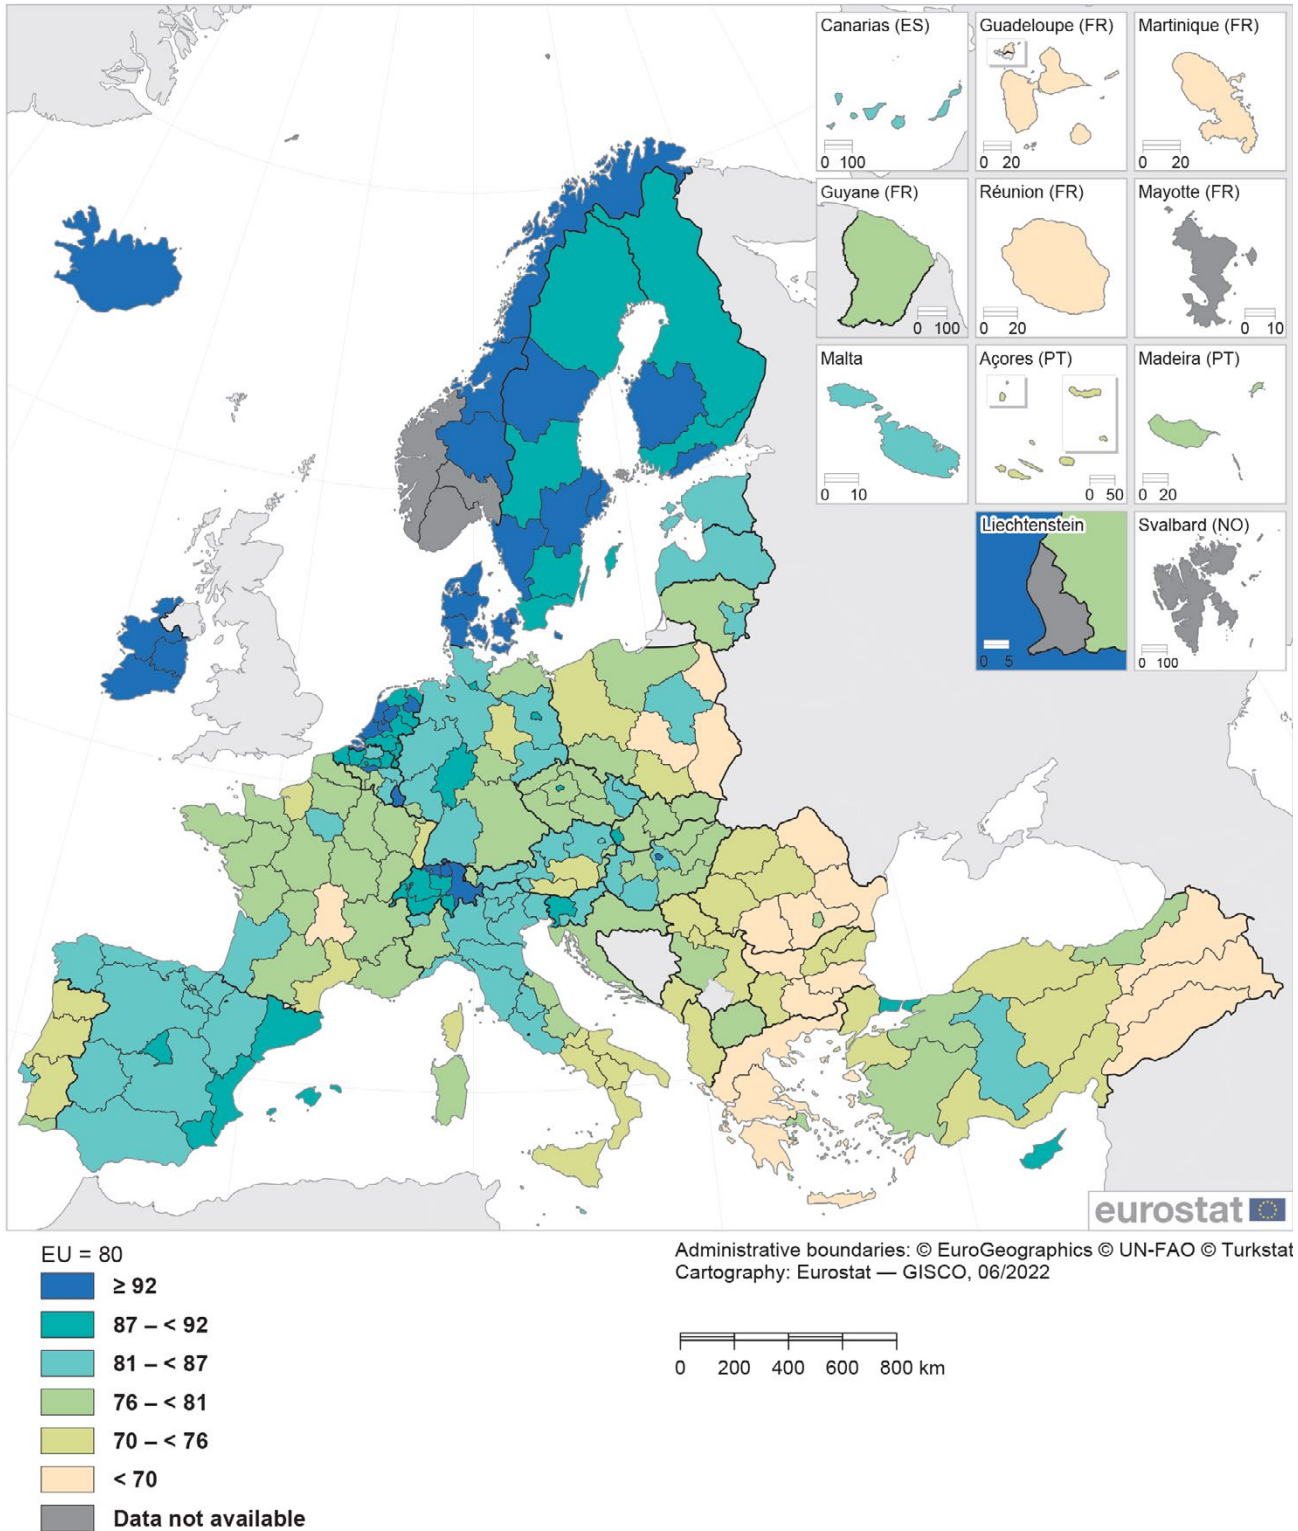 Canarias (ES)
0 100
Guadeloupe (FR)
0 20
Martinique (FR)
0 20
Guyane (FR)
0 100
Réunion (FR)
0 20
Mayotte (FR)
0 10
Malta
0 10
Açores (PT)
0 50
Madeira (PT)
0 20
Liechtenstein
0 5
Svalbard (NO)
0 100
eurostat
EU = 80
≥ 92
87 – < 92
81 – < 87
76 – < 81
70 – < 76
< 70
Data not available
Administrative boundaries: © EuroGeographics © UN-FAO © Turkstat
Cartography: Eurostat — GISCO, 06/2022
0 200 400 600 800 km